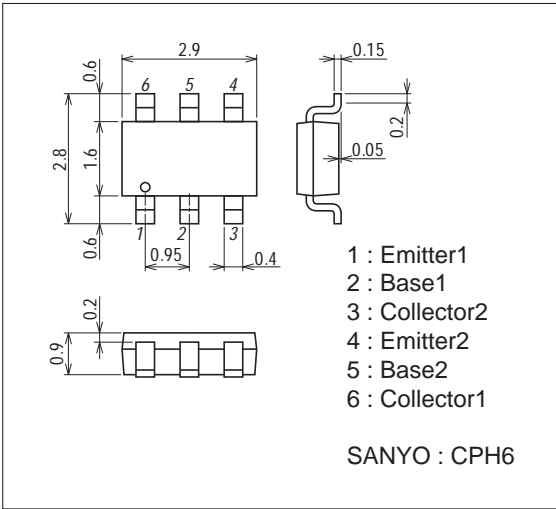 2.9
0.15
0.6
6 5 4
0.2
2.8
1.6
0.05
0.6
1 2 3
0.95
0.4
1 : Emitter1
2 : Base1
3 : Collector2
4 : Emitter2
5 : Base2
6 : Collector1
0.2
0.9
SANYO : CPH6